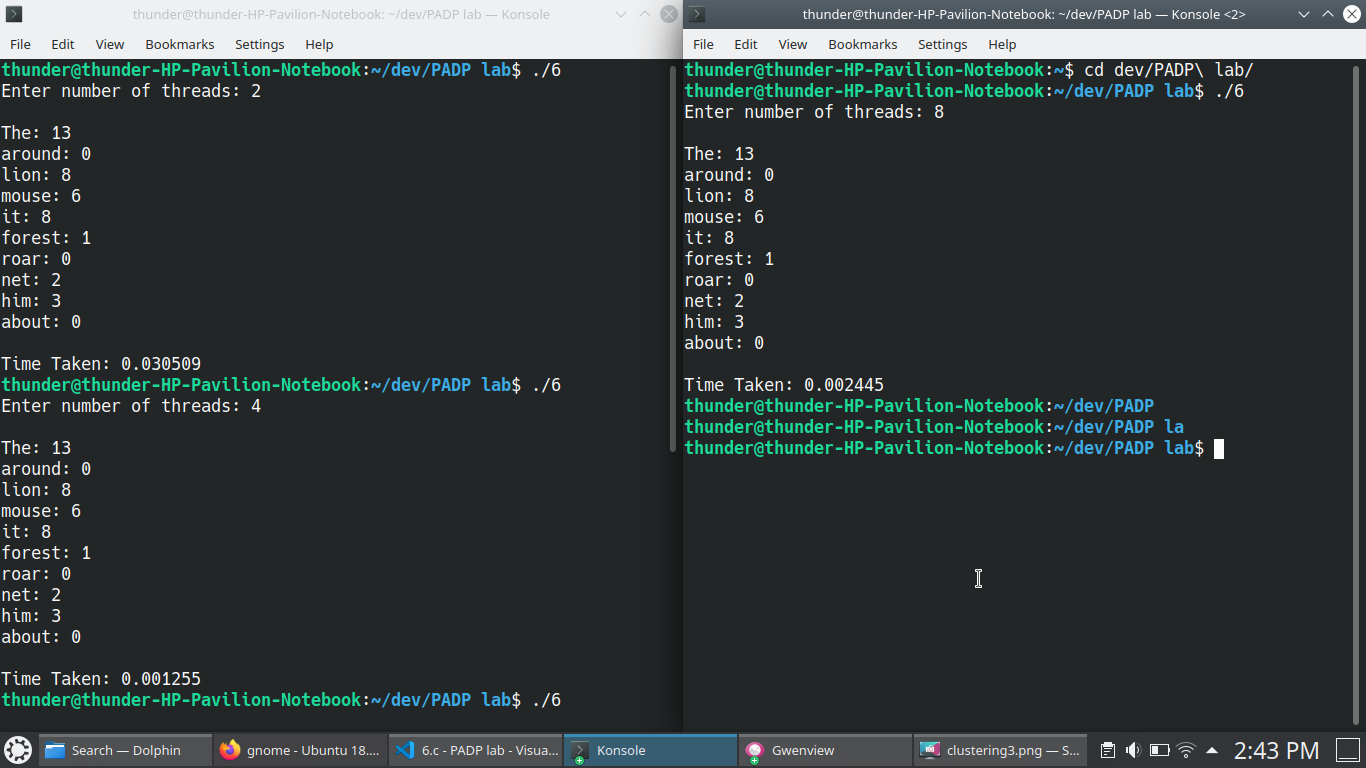 thunder@thunder-HP-Pavilion-Notebook: ~/dev/PADP lab — Konsole
File Edit View Bookmarks Settings Help
thunder@thunder-HP-Pavilion-Notebook:~/dev/PADP lab$ ./6
Enter number of threads: 2
The: 13
around: 0
lion: 8
mouse: 6
it: 8
forest: 1
roar: 0
net: 2
him: 3
about: 0
Time Taken: 0.030509
thunder@thunder-HP-Pavilion-Notebook:~/dev/PADP lab$ ./6
Enter number of threads: 4
The: 13
around: 0
lion: 8
mouse: 6
it: 8
forest: 1
roar: 0
net: 2
him: 3
about: 0
Time Taken: 0.001255
thunder@thunder-HP-Pavilion-Notebook:~/dev/PADP lab$ ./6
thunder@thunder-HP-Pavilion-Notebook: ~/dev/PADP lab — Konsole <2>
File Edit View Bookmarks Settings Help
thunder@thunder-HP-Pavilion-Notebook:~$ cd dev/PADP\ lab/
thunder@thunder-HP-Pavilion-Notebook:~/dev/PADP lab$ ./6
Enter number of threads: 8
The: 13
around: 0
lion: 8
mouse: 6
it: 8
forest: 1
roar: 0
net: 2
him: 3
about: 0
Time Taken: 0.002445
thunder@thunder-HP-Pavilion-Notebook:~/dev/PADP
thunder@thunder-HP-Pavilion-Notebook:~/dev/PADP la
thunder@thunder-HP-Pavilion-Notebook:~/dev/PADP lab$
Search — Dolphin
gnome - Ubuntu 18....
6.c - PADP lab - Visua...
Konsole
Gwenview
clustering3.png — S...
2:43 PM